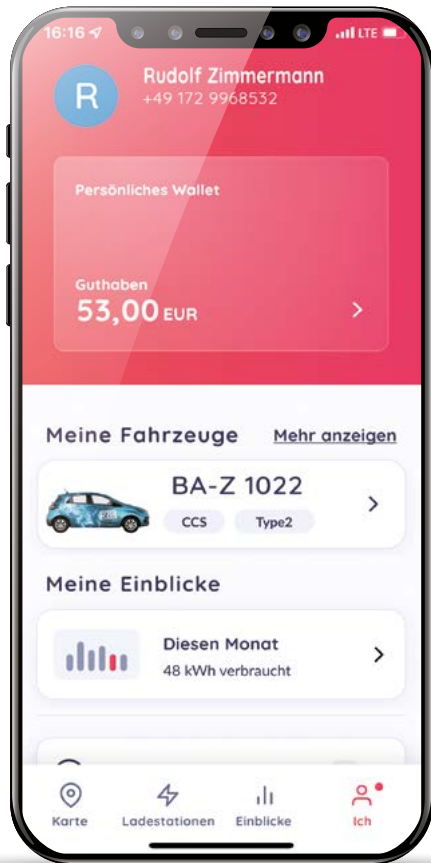 16:16
LTE
R
Rudolf Zimmermann
+49 172 9968532
Persönliches Wallet
Guthaben
53,00 EUR
Meine Fahrzeuge Mehr anzeigen
BA-Z 1022
CCS Type2
Meine Einblicke
Diesen Monat
48 kWh verbraucht
Karte Ladestationen Einblicke Ich